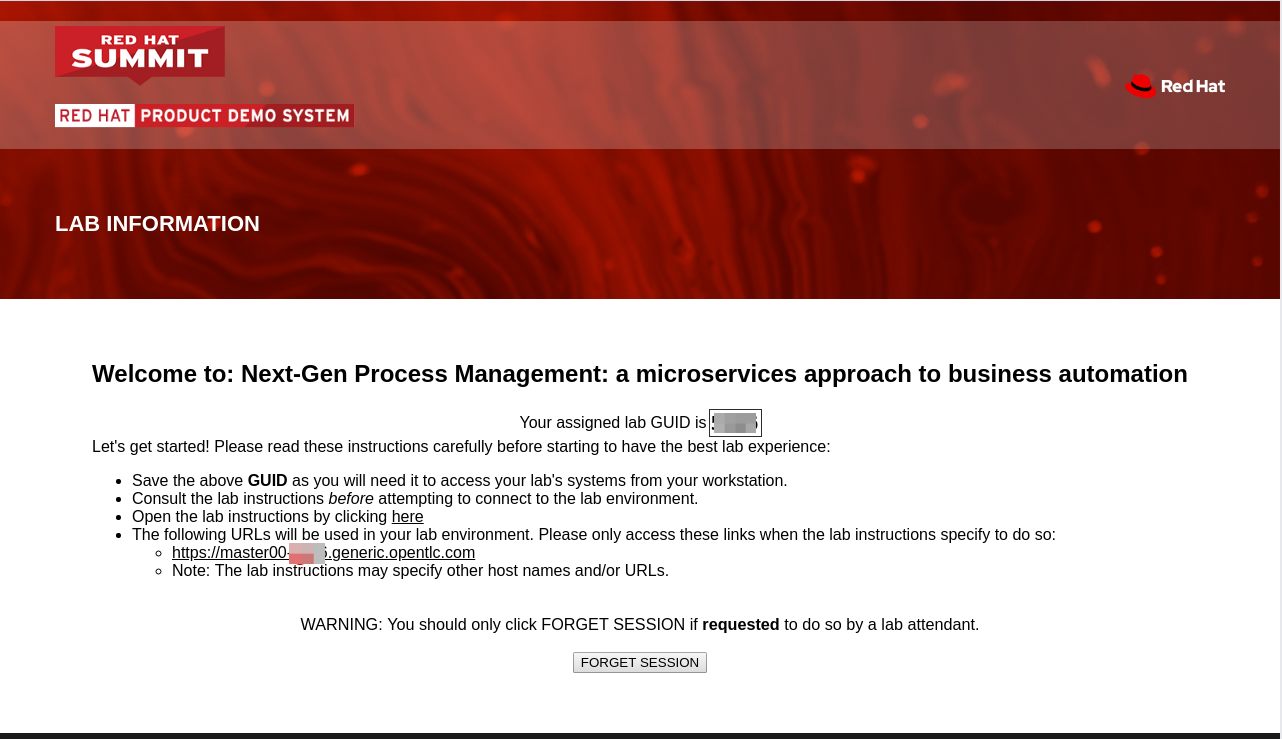 RED HAT
SUMMIT
RED HAT PRODUCT DEMO SYSTEM
Red Hat
LAB INFORMATION
Welcome to: Next-Gen Process Management: a microservices approach to business automation
Your assigned lab GUID is
Let's get started! Please read these instructions carefully before starting to have the best lab experience:
Save the above GUID as you will need it to access your lab's systems from your workstation.
Consult the lab instructions before attempting to connect to the lab environment.
Open the lab instructions by clicking here
The following URLs will be used in your lab environment. Please only access these links when the lab instructions specify to do so:
https://master00- .generic.opentlc.com
Note: The lab instructions may specify other host names and/or URLs.
WARNING: You should only click FORGET SESSION if requested to do so by a lab attendant.
FORGET SESSION